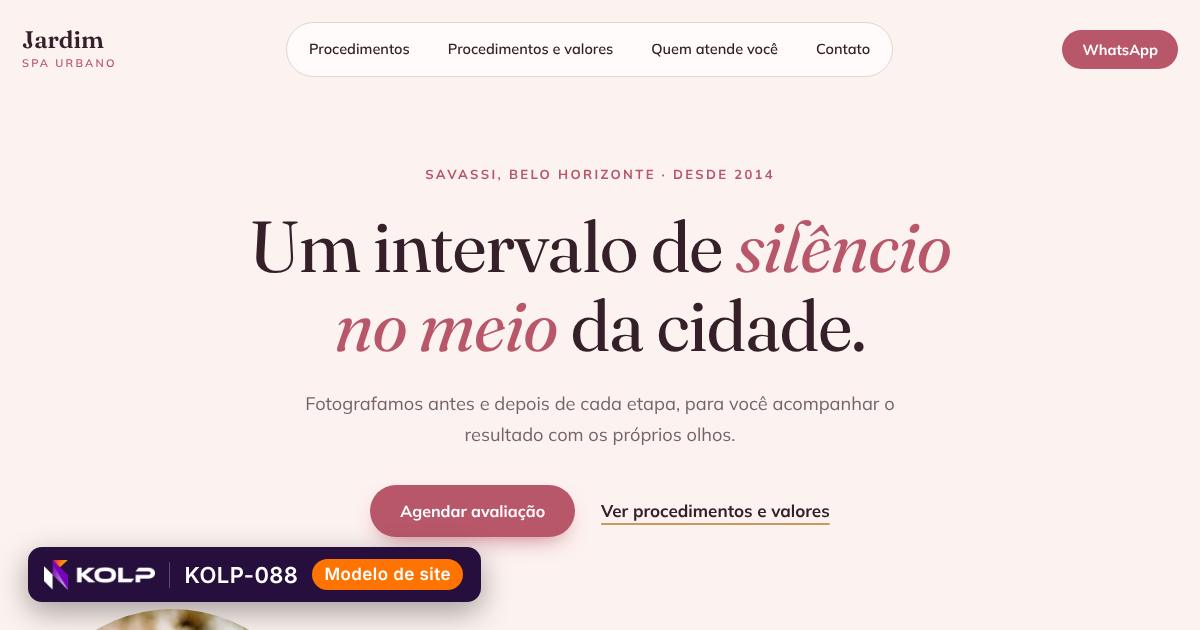 Jardim
SPA URBANO
Procedimentos
Procedimentos e valores
Quem atende você
Contato
WhatsApp
SAVASSI, BELO HORIZONTE · DESDE 2014
Um intervalo de silêncio
no meio da cidade.
Fotografamos antes e depois de cada etapa, para você acompanhar o
resultado com os próprios olhos.
Agendar avaliação
Ver procedimentos e valores
KOLP
KOLP-088
Modelo de site